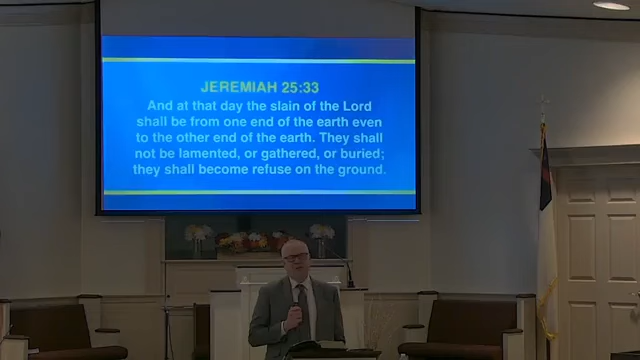 JEREMIAH 25:33
And at that day the slain of the Lord
shall be from one end of the earth even
to the other end of the earth. They shall
not be lamented, or gathered, or buried;
they shall become refuse on the ground.